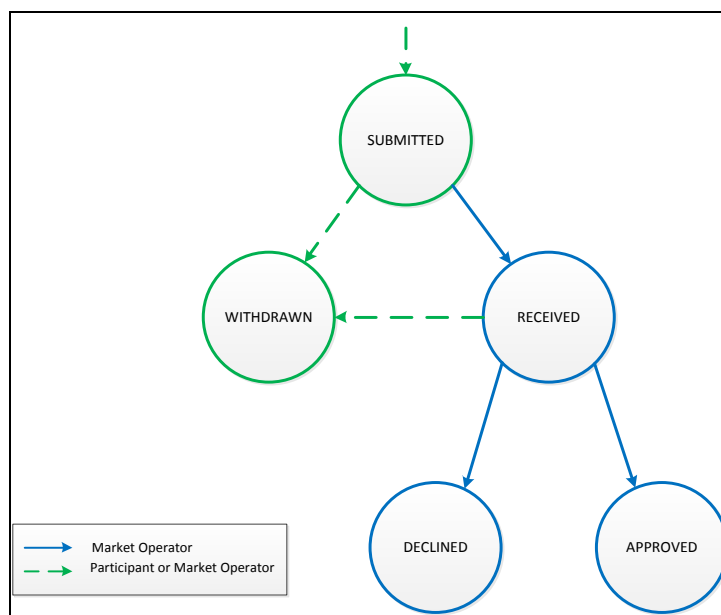 SUBMITTED
WITHDRAWN
RECEIVED
DECLINED
APPROVED
Market Operator
Participant or Market Operator